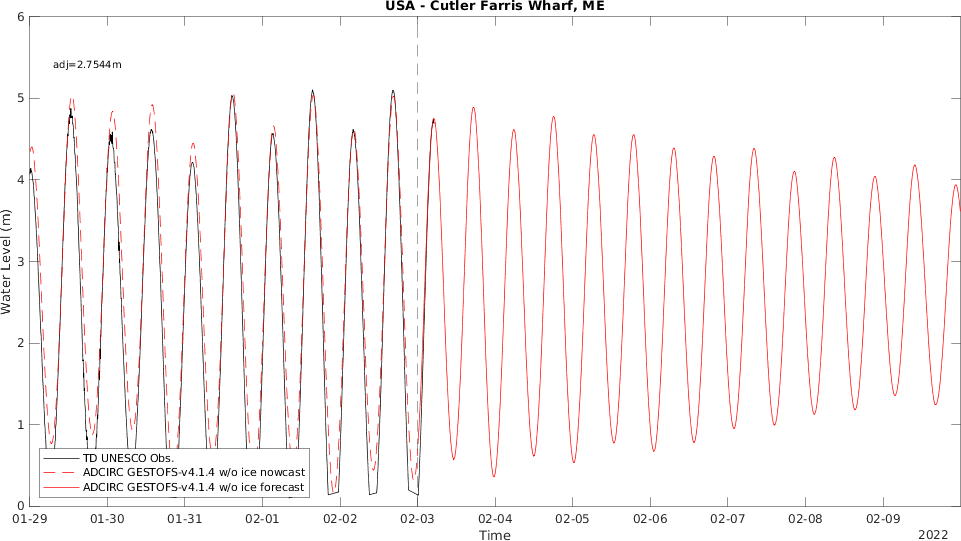 USA - Cutler Farris Wharf, ME
adj=2.7544m
6
5
4
3
2
1
0
Water Level (m)
TD UNESCO Obs.
ADCIRC GESTOFS-v4.1.4 w/o ice nowcast
ADCIRC GESTOFS-v4.1.4 w/o ice forecast
01-29 01-30 01-31 02-01 02-02 02-03 02-04 02-05 02-06 02-07 02-08 02-09
Time
2022